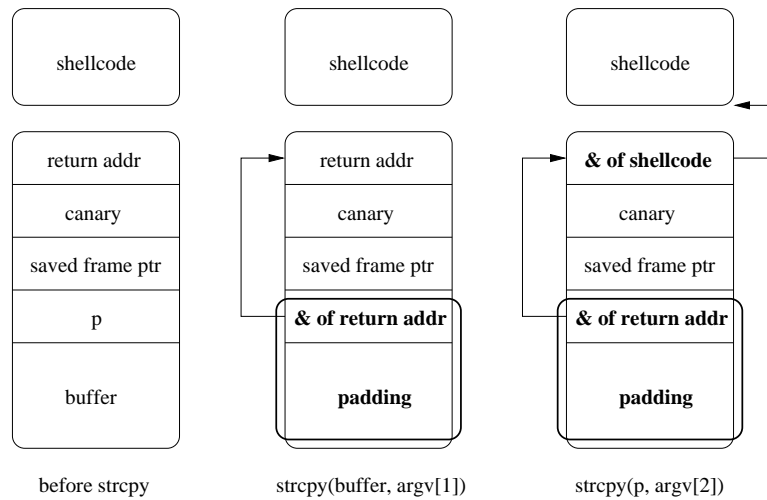 shellcode
return addr
canary
saved frame ptr
p
buffer
before strcpy
shellcode
return addr
canary
saved frame ptr
& of return addr
padding
strcpy(buffer, argv[1])
shellcode
& of shellcode
canary
saved frame ptr
& of return addr
padding
strcpy(p, argv[2])